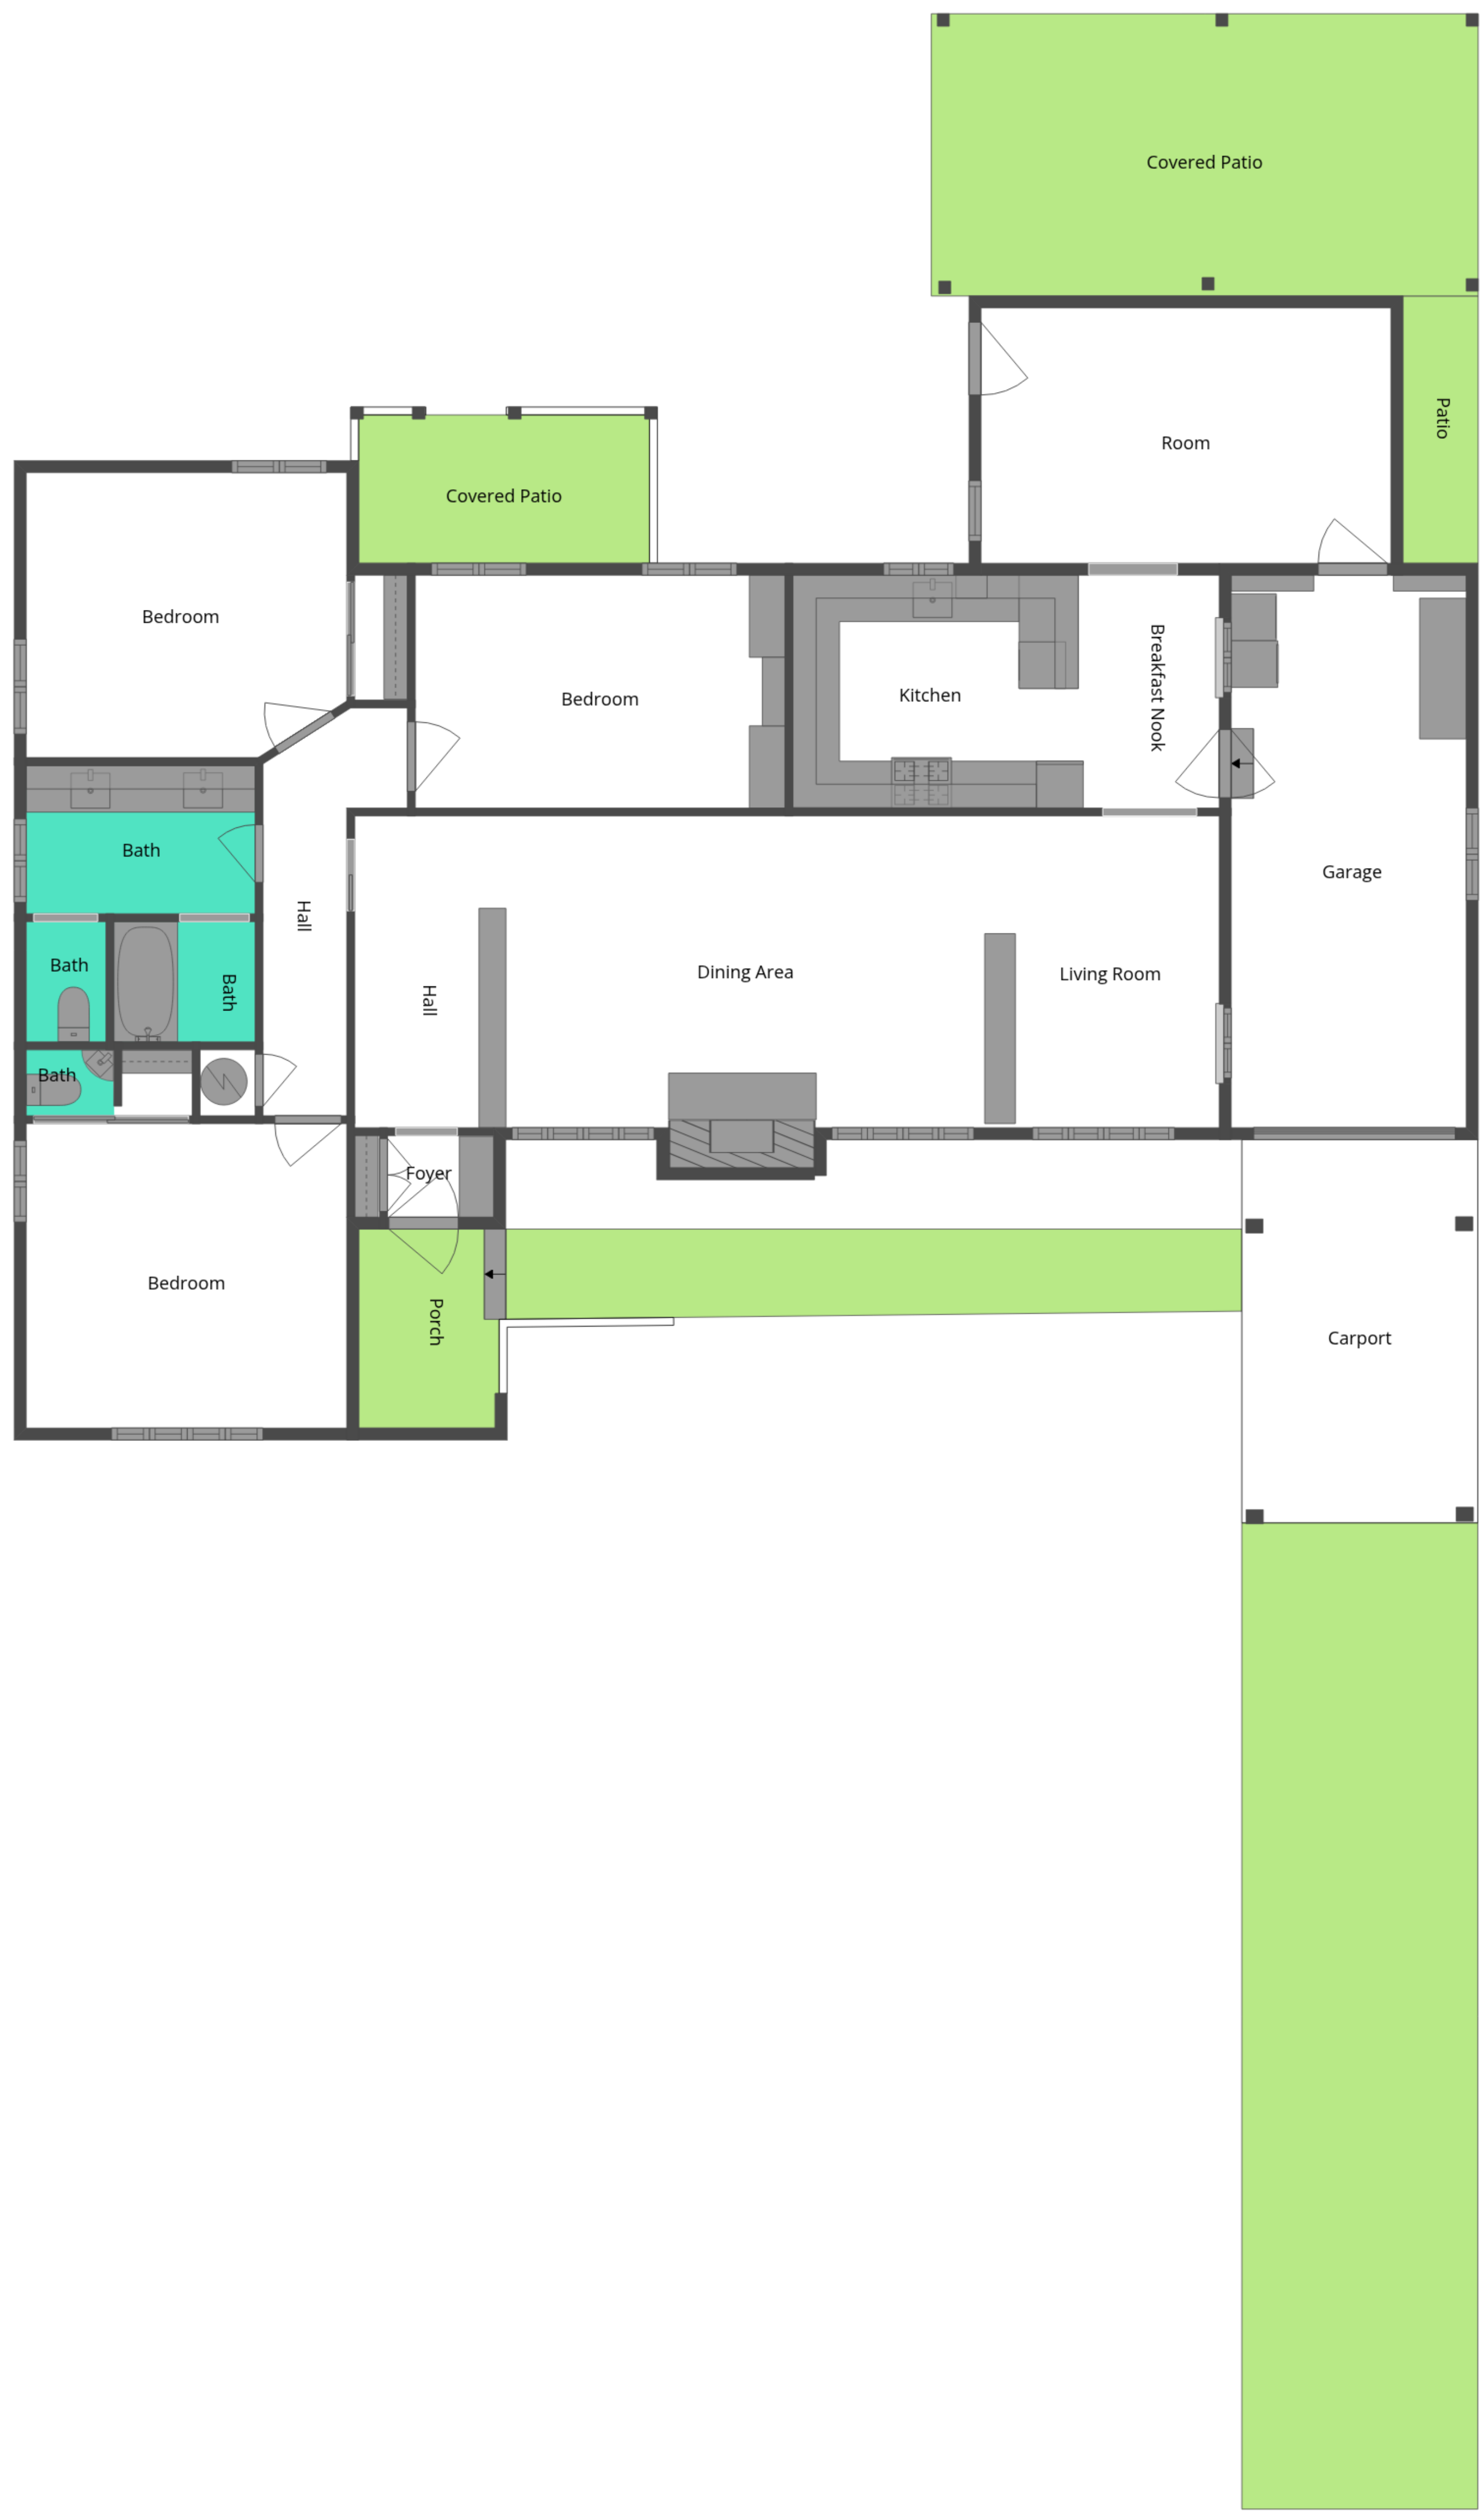 Covered Patio
Patio
Room
Covered Patio
Bedroom
Bedroom
Kitchen
Breakfast Nook
Bath
Garage
Hall
Bath
Bath
Hall
Dining Area
Living Room
Bath
Foyer
Bedroom
Porch
Carport